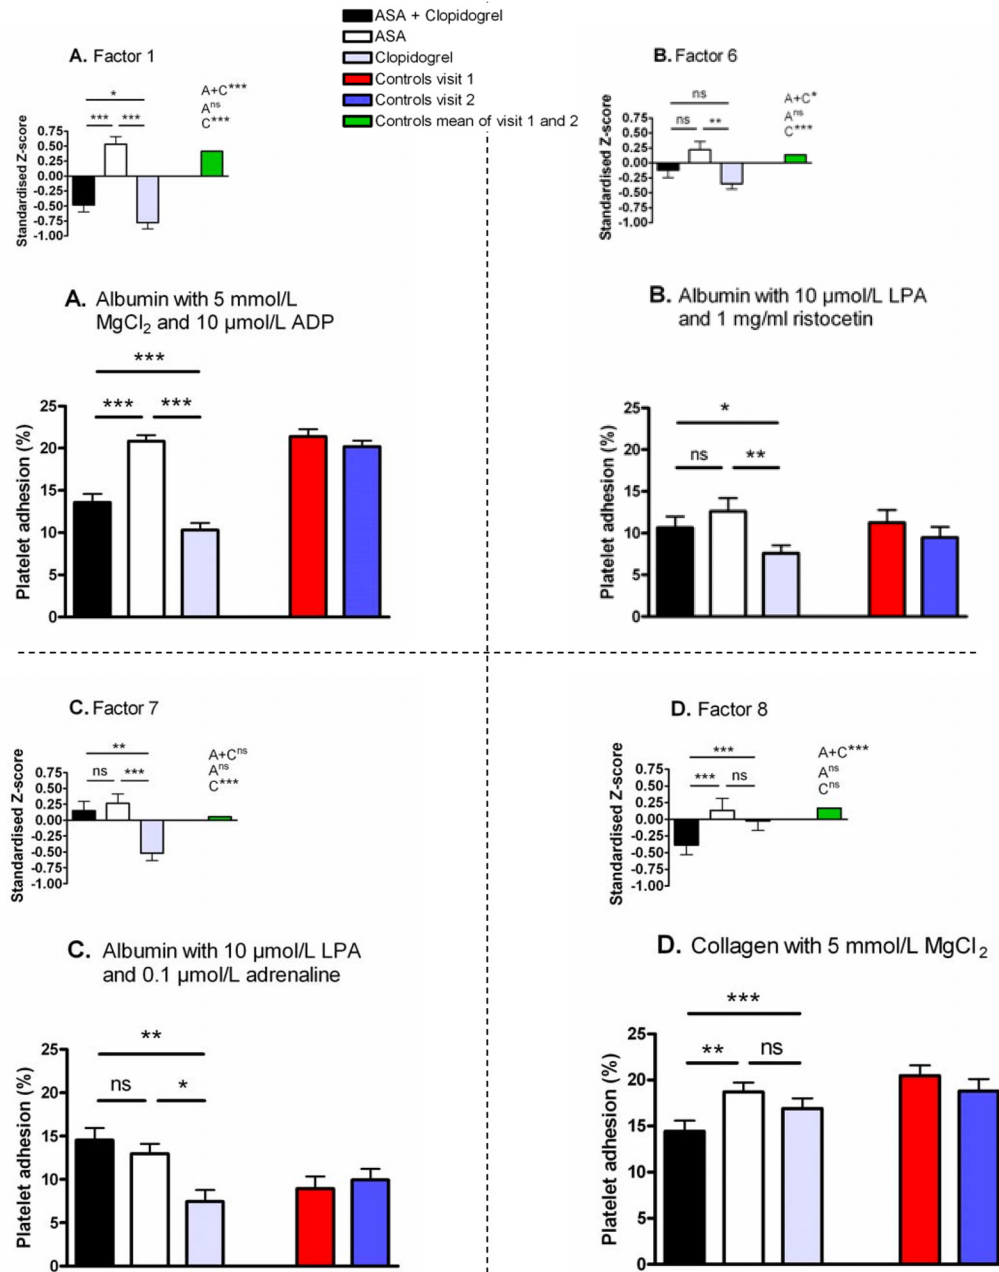 ASA + Clopidogrel
ASA
Clopidogrel
Controls visit 1
Controls visit 2
Controls mean of visit 1 and 2
A. Factor 1
*
*** ***
A+C***
Ans
C***
Standardised Z-score
0.75
0.50
0.25
0.00
-0.25
-0.50
-0.75
-1.00
B. Factor 6
ns
ns **
A+C*
Ans
C***
Standardised Z-score
0.75
0.50
0.25
0.00
-0.25
-0.50
-0.75
-1.00
A. Albumin with 5 mmol/L
MgCl2 and 10 µmol/L ADP
***
*** ***
Platelet adhesion (%)
25
20
15
10
5
0
B. Albumin with 10 µmol/L LPA
and 1 mg/ml ristocetin
*
ns **
Platelet adhesion (%)
25
20
15
10
5
0
C. Factor 7
**
ns ***
A+Cns
Ans
C***
Standardised Z-score
0.75
0.50
0.25
0.00
-0.25
-0.50
-0.75
-1.00
D. Factor 8
***
*** ns
A+C***
Ans
Cns
Standardised Z-score
0.75
0.50
0.25
0.00
-0.25
-0.50
-0.75
-1.00
C. Albumin with 10 µmol/L LPA
and 0.1 µmol/L adrenaline
**
ns *
Platelet adhesion (%)
25
20
15
10
5
0
D. Collagen with 5 mmol/L MgCl2
***
** ns
Platelet adhesion (%)
25
20
15
10
5
0